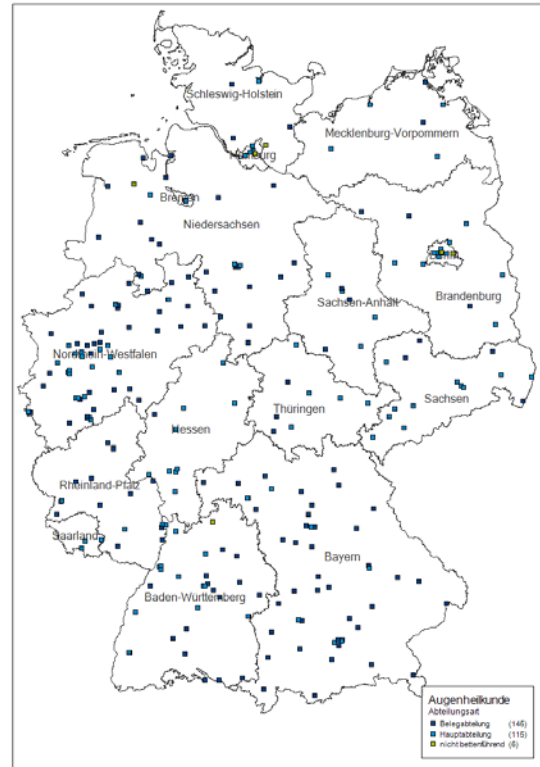 Schleswig-Holstein
Mecklenburg-Vorpommern
Hamburg
Bremen
Niedersachsen
Berlin
Sachsen-Anhalt
Brandenburg
Nordrhein-Westfalen
Thüringen
Sachsen
Hessen
Rheinland-Pfalz
Saarland
Bayern
Baden-Württemberg
Augenheilkunde
Abteilungsart
Belegabteilung (146)
Hauptabteilung (115)
nicht bettenführend (6)